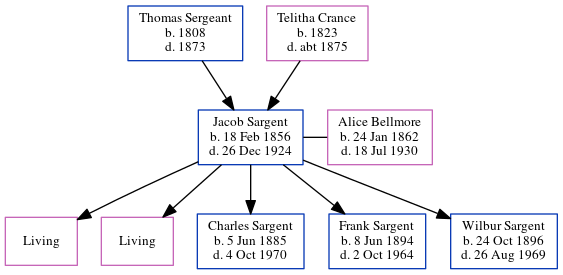 Thomas Sergeant
b. 1808
d. 1873
Telitha Crance
b. 1823
d. abt 1875
Jacob Sargent
b. 18 Feb 1856
d. 26 Dec 1924
Alice Bellmore
b. 24 Jan 1862
d. 18 Jul 1930
Living
Living
Charles Sargent
b. 5 Jun 1885
d. 4 Oct 1970
Frank Sargent
b. 8 Jun 1894
d. 2 Oct 1964
Wilbur Sargent
b. 24 Oct 1896
d. 26 Aug 1969